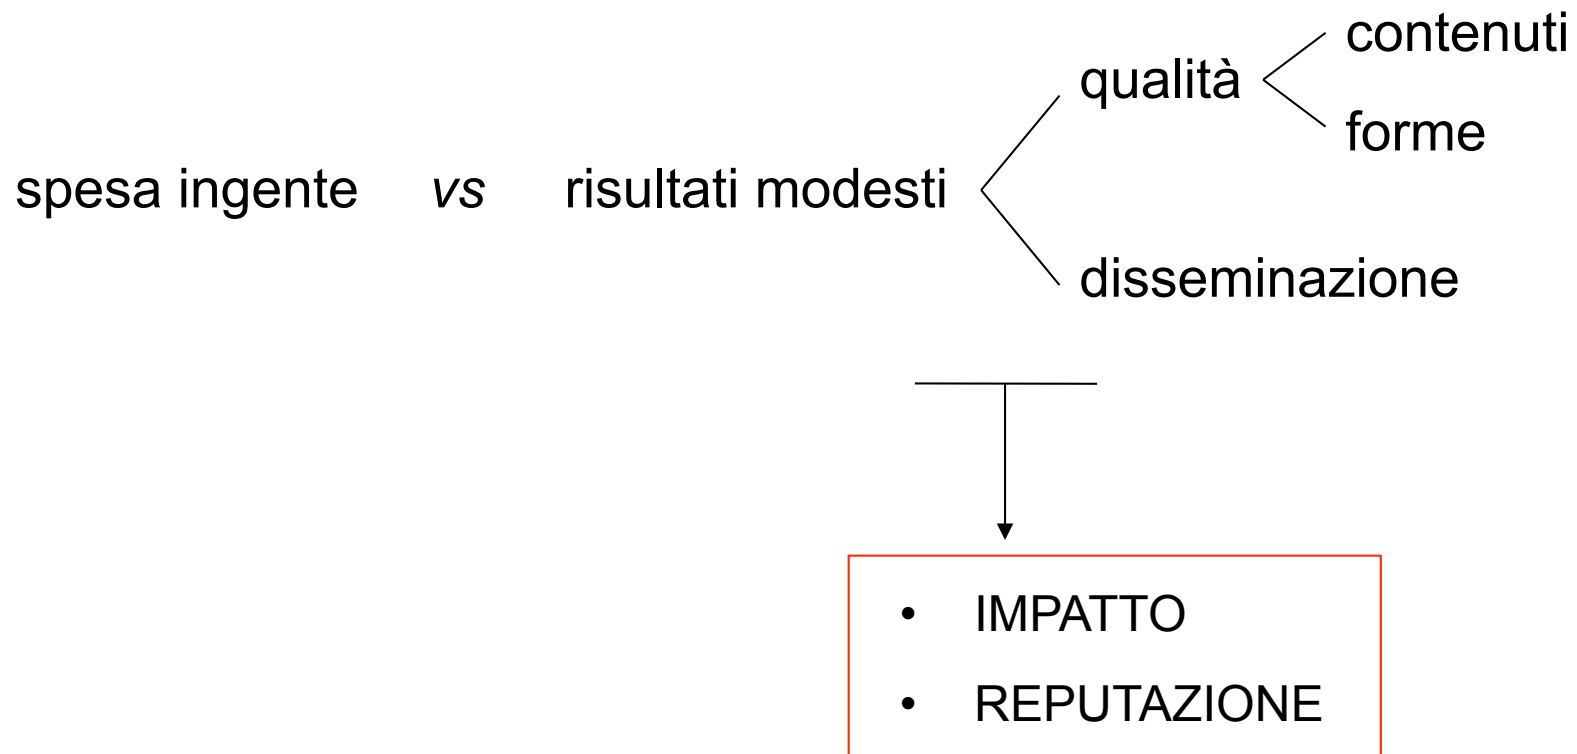 contenuti
qualità
forme
spesa ingente vs risultati modesti
disseminazione
• IMPATTO
• REPUTAZIONE